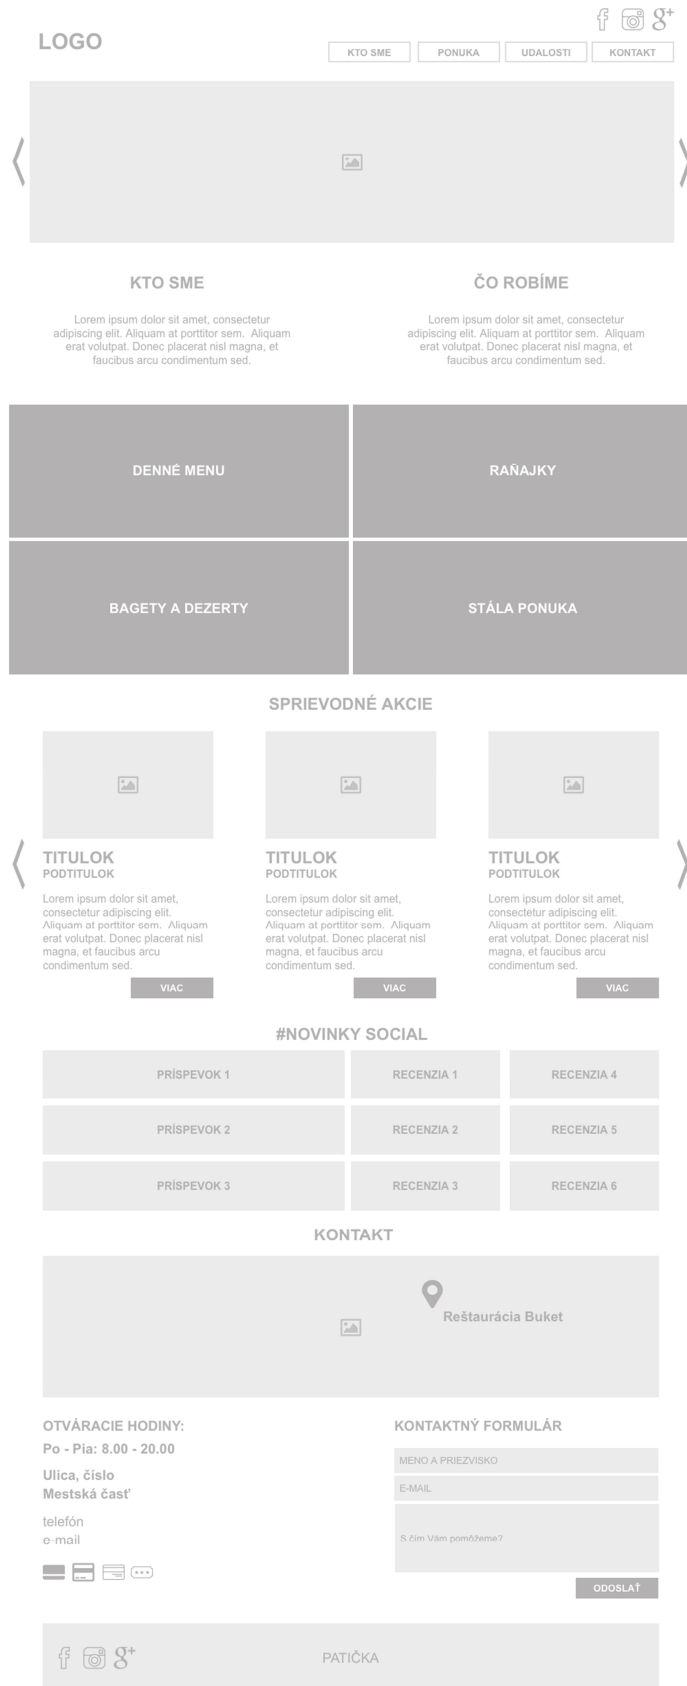 LOGO
KTO SME
PONUKA
UDALOSTI
KONTAKT
KTO SME
Lorem ipsum dolor sit amet, consectetur
adipiscing elit. Aliquam at porttitor sem.  Aliquam
erat volutpat. Donec placerat nisl magna, et
faucibus arcu condimentum sed.
ČO ROBÍME
Lorem ipsum dolor sit amet, consectetur
adipiscing elit. Aliquam at porttitor sem.  Aliquam
erat volutpat. Donec placerat nisl magna, et
faucibus arcu condimentum sed.
DENNÉ MENU
RAŇAJKY
BAGETY A DEZERTY
STÁLA PONUKA
SPRIEVODNÉ AKCIE
TITULOK
PODTITULOK
Lorem ipsum dolor sit amet,
consectetur adipiscing elit.
Aliquam at porttitor sem.  Aliquam
erat volutpat. Donec placerat nisl
magna, et faucibus arcu
condimentum sed.
VIAC
TITULOK
PODTITULOK
Lorem ipsum dolor sit amet,
consectetur adipiscing elit.
Aliquam at porttitor sem.  Aliquam
erat volutpat. Donec placerat nisl
magna, et faucibus arcu
condimentum sed.
VIAC
TITULOK
PODTITULOK
Lorem ipsum dolor sit amet,
consectetur adipiscing elit.
Aliquam at porttitor sem.  Aliquam
erat volutpat. Donec placerat nisl
magna, et faucibus arcu
condimentum sed.
VIAC
#NOVINKY SOCIAL
PRÍSPEVOK 1
RECENZIA 1
RECENZIA 4
PRÍSPEVOK 2
RECENZIA 2
RECENZIA 5
PRÍSPEVOK 3
RECENZIA 3
RECENZIA 6
KONTAKT
Reštaurácia Buket
OTVÁRACIE HODINY:
Po - Pia: 8.00 - 20.00
Ulica, číslo
Mestská časť
telefón
e-mail
KONTAKTNÝ FORMULÁR
MENO A PRIEZVISKO
E-MAIL
S čím Vám pomôžeme?
ODOSLAŤ
PATIČKA